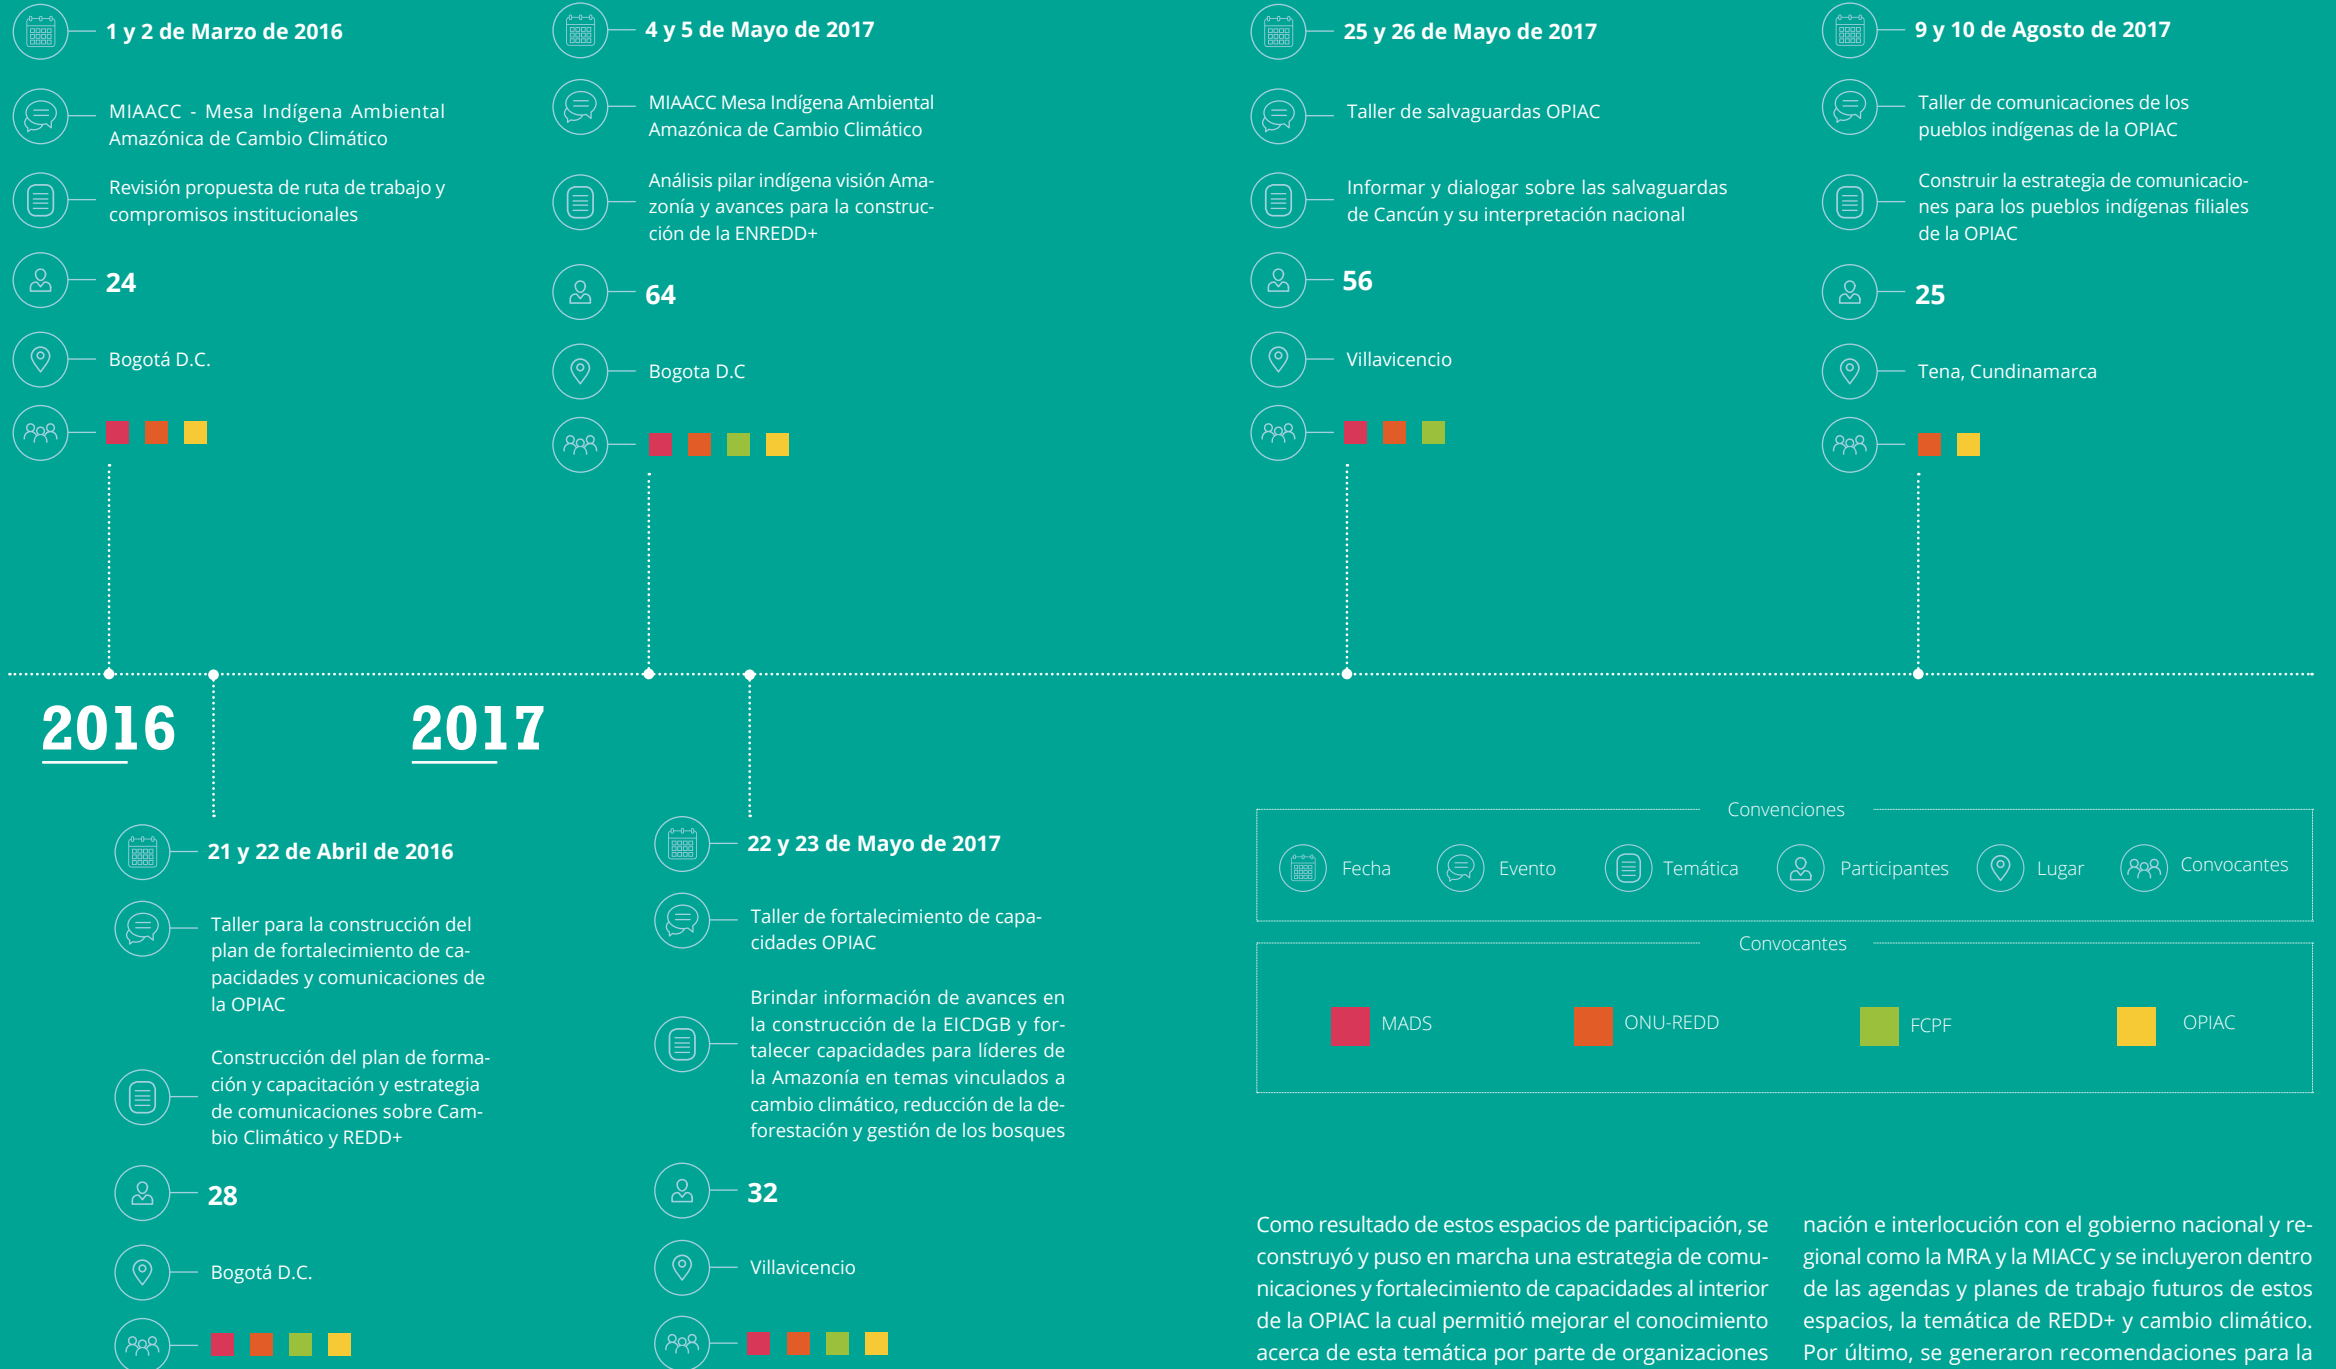 1 y 2 de Marzo de 2016
MIAACC - Mesa Indígena Ambiental
Amazónica de Cambio Climático
Revisión propuesta de ruta de trabajo y
compromisos institucionales
24
Bogotá D.C.
4 y 5 de Mayo de 2017
MIAACC Mesa Indígena Ambiental
Amazónica de Cambio Climático
Análisis pilar indígena visión Ama-
zonía y avances para la construc-
ción de la ENREDD+
64
Bogota D.C
25 y 26 de Mayo de 2017
Taller de salvaguardas OPIAC
Informar y dialogar sobre las salvaguardas
de Cancún y su interpretación nacional
56
Villavicencio
9 y 10 de Agosto de 2017
Taller de comunicaciones de los
pueblos indígenas de la OPIAC
Construir la estrategia de comunicacio-
nes para los pueblos indígenas filiales
de la OPIAC
25
Tena, Cundinamarca
2016
2017
21 y 22 de Abril de 2016
Taller para la construcción del
plan de fortalecimiento de ca-
pacidades y comunicaciones de
la OPIAC
Construcción del plan de forma-
ción y capacitación y estrategia
de comunicaciones sobre Cam-
bio Climático y REDD+
28
Bogotá D.C.
22 y 23 de Mayo de 2017
Taller de fortalecimiento de capa-
cidades OPIAC
Brindar información de avances en
la construcción de la EICDGB y for-
talecer capacidades para líderes de
la Amazonía en temas vinculados a
cambio climático, reducción de la de-
forestación y gestión de los bosques
32
Villavicencio
Convenciones
Fecha
Evento
Temática
Participantes
Lugar
Convocantes
Convocantes
MADS
ONU-REDD
FCPF
OPIAC
Como resultado de estos espacios de participación, se
construyó y puso en marcha una estrategia de comu-
nicaciones y fortalecimiento de capacidades al interior
de la OPIAC la cual permitió mejorar el conocimiento
acerca de esta temática por parte de organizaciones
nación e interlocución con el gobierno nacional y re-
gional como la MRA y la MIACC y se incluyeron dentro
de las agendas y planes de trabajo futuros de estos
espacios, la temática de REDD+ y cambio climático.
Por último, se generaron recomendaciones para la